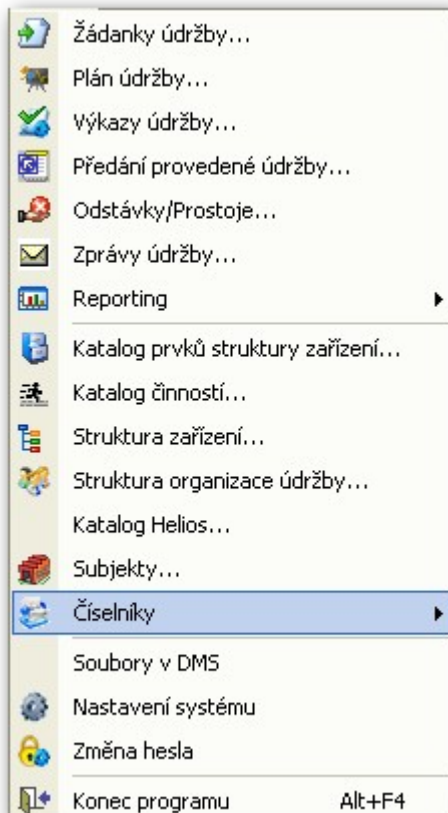 Žádanky údržby...
Plán údržby...
Výkazy údržby...
Předání provedené údržby...
Odstávky/Prostoje...
Zprávy údržby...
Reporting
Katalog prvků struktury zařízení...
Katalog činností...
Struktura zařízení...
Struktura organizace údržby...
Katalog Helios...
Subjekty...
Číselníky
Soubory v DMS
Nastavení systému
Změna hesla
Konec programu Alt+F4